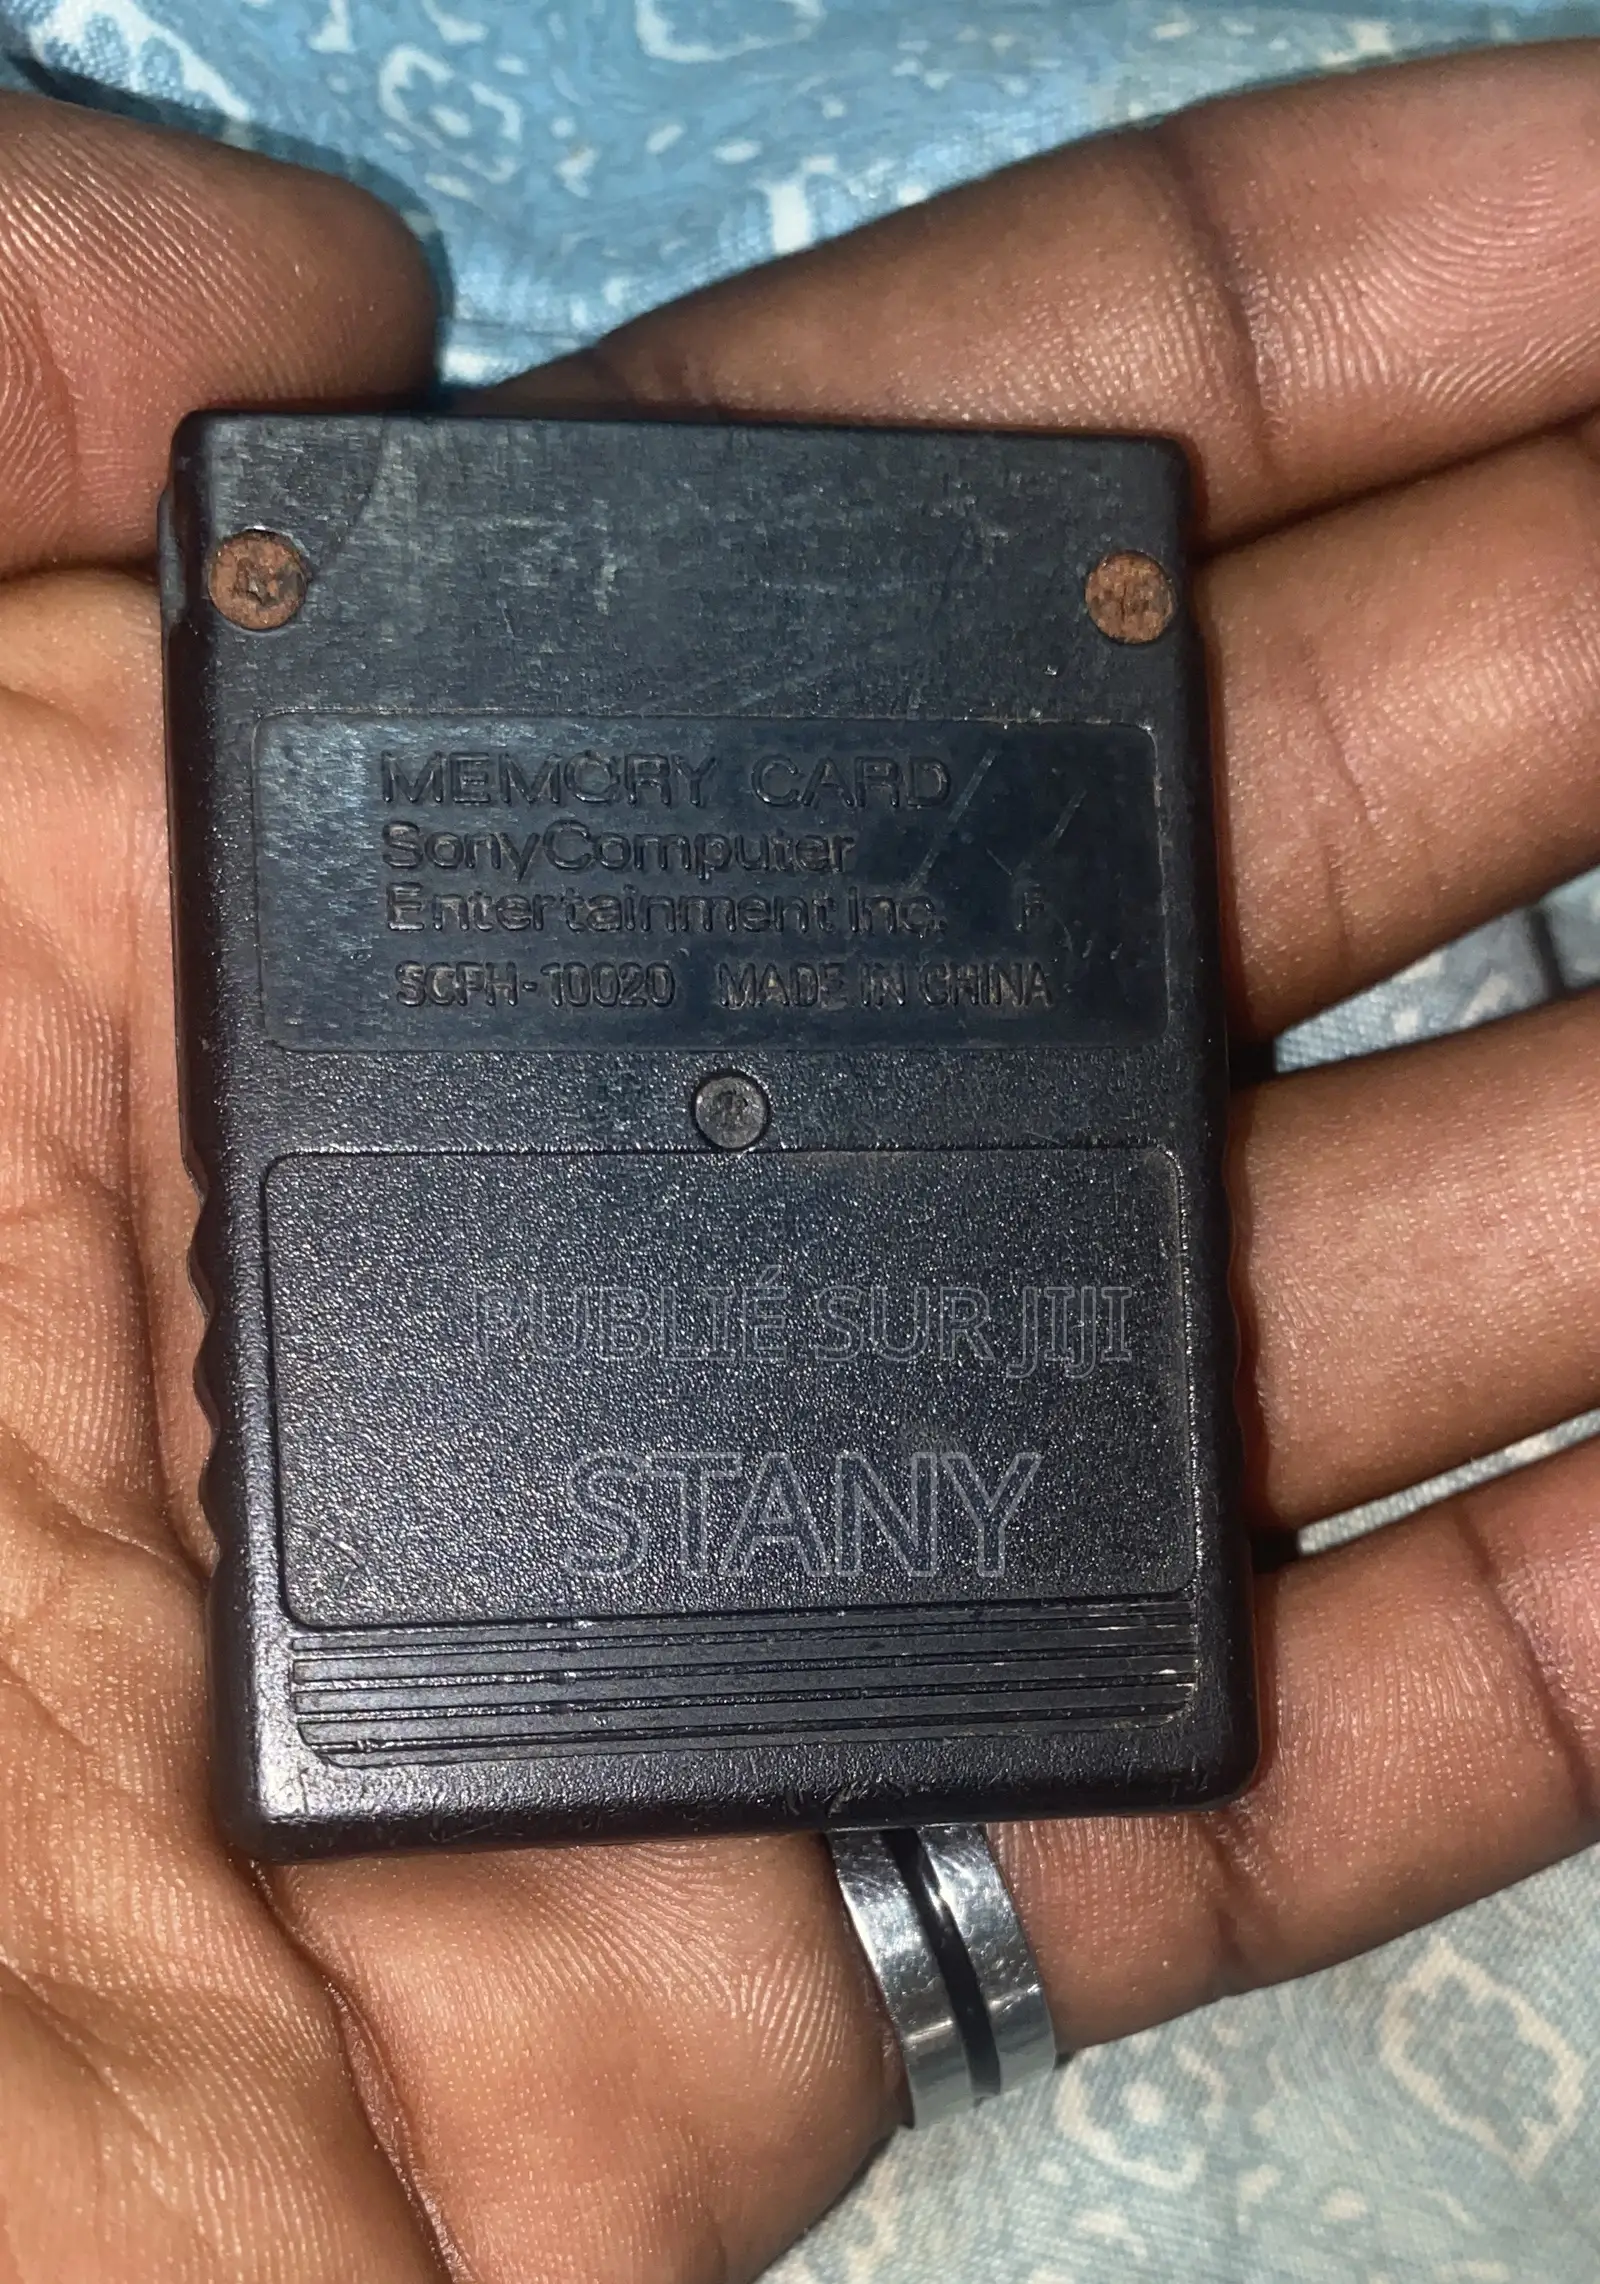 MEMORY CARD
SonyComputer
Entertainment Inc. F
SCPH-10020 MADE IN CHINA
PUBLIÉ SUR JIJI
STANY